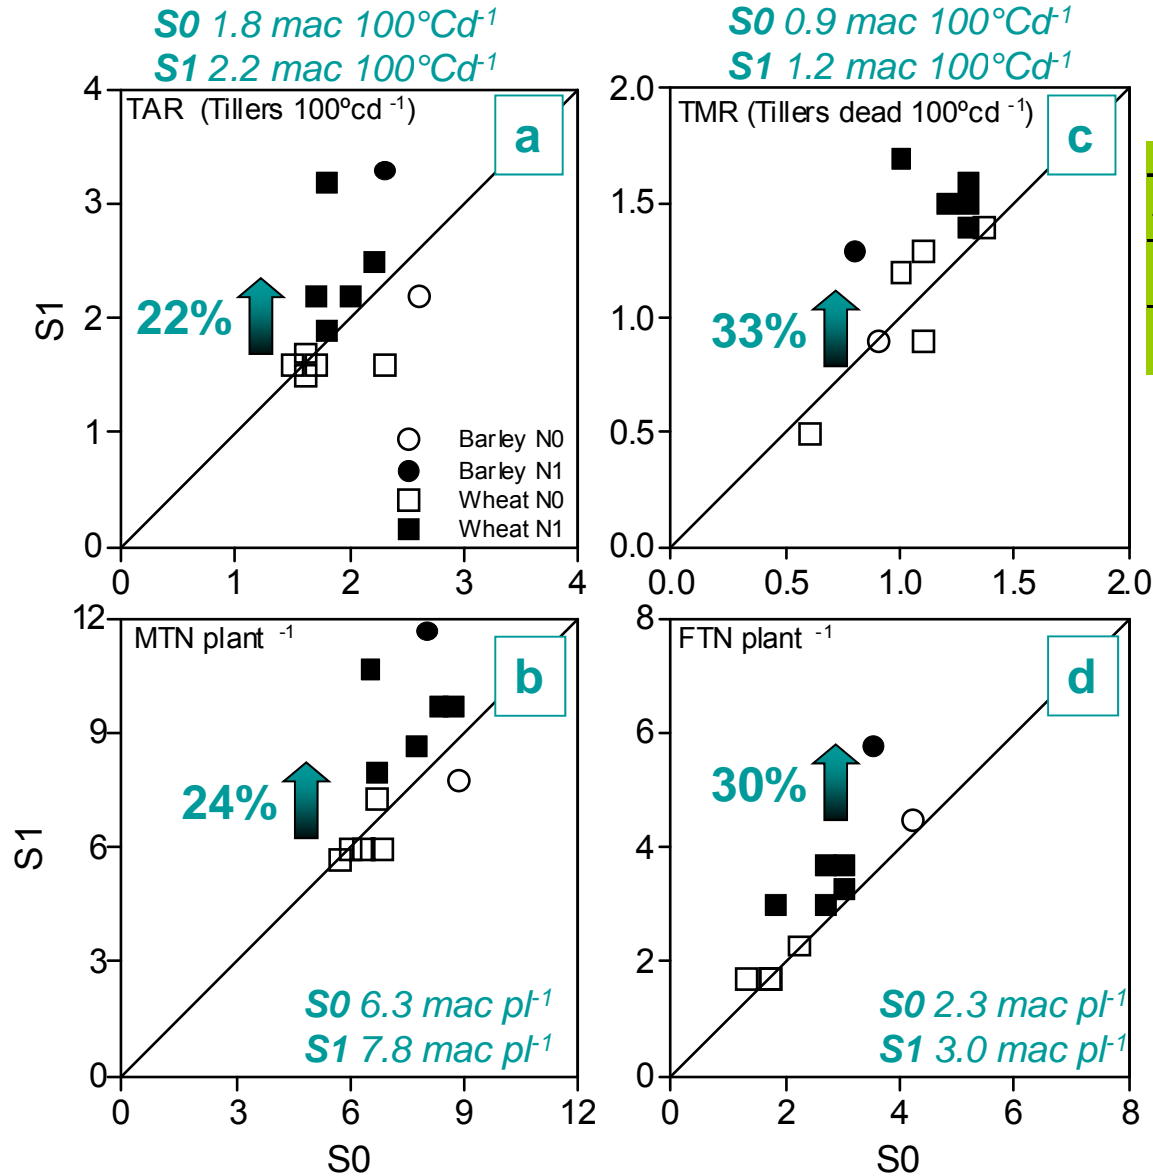 S0 1.8 mac 100°Cd-1
S1 2.2 mac 100°Cd-1
S0 0.9 mac 100°Cd-1
S1 1.2 mac 100°Cd-1
TAR (Tillers 100ºcd -1)
a
4
3
2
1
0
S1
22%
Barley N0
Barley N1
Wheat N0
Wheat N1
0 1 2 3 4
TMR (Tillers dead 100ºcd -1)
c
2.0
1.5
1.0
0.5
0.0
33%
0.0 0.5 1.0 1.5 2.0
MTN plant -1
b
12
9
6
3
0
S1
24%
S0 6.3 mac pl-1
S1 7.8 mac pl-1
0 3 6 9 12
S0
FTN plant -1
d
8
6
4
2
0
30%
S0 2.3 mac pl-1
S1 3.0 mac pl-1
0 2 4 6 8
S0